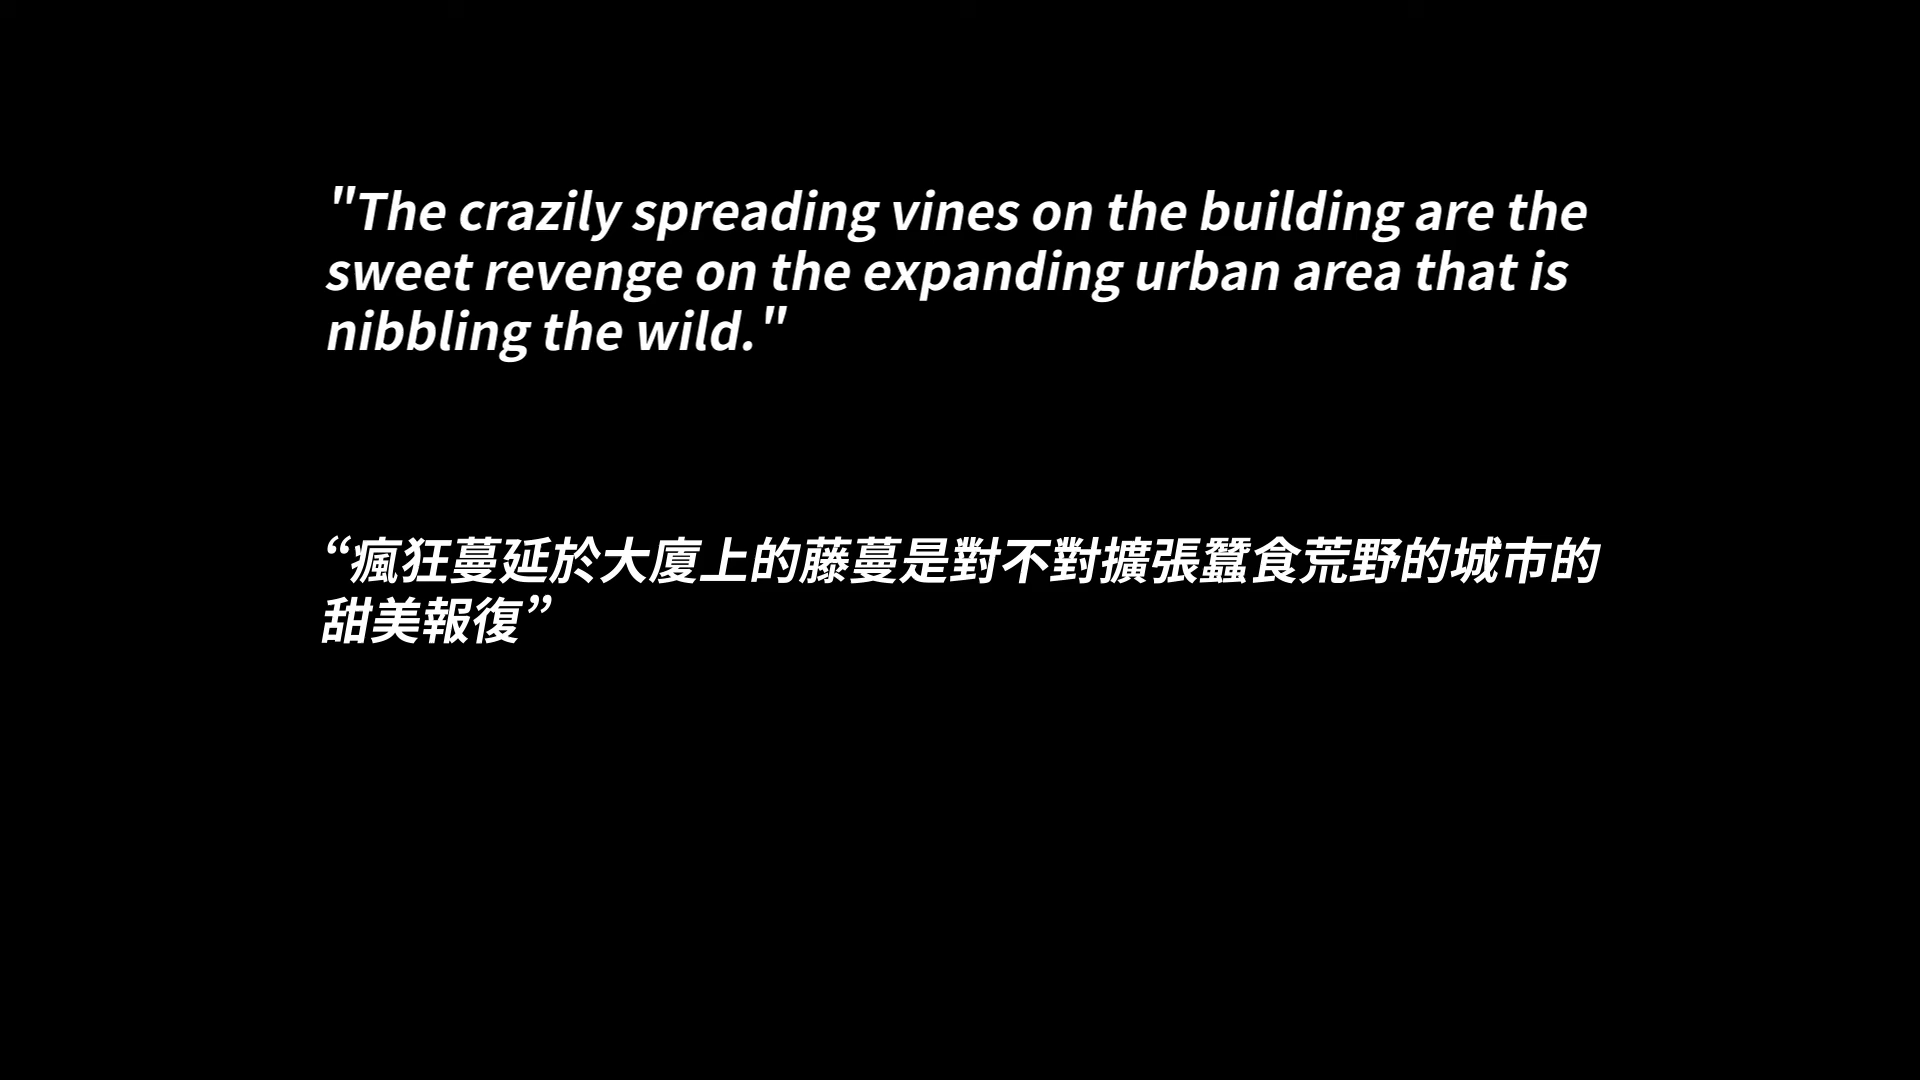 "The crazily spreading vines on the building are the
sweet revenge on the expanding urban area that is
nibbling the wild."
“瘋狂蔓延於大廈上的藤蔓是對不對擴張蠶食荒野的城市的
甜美報復”